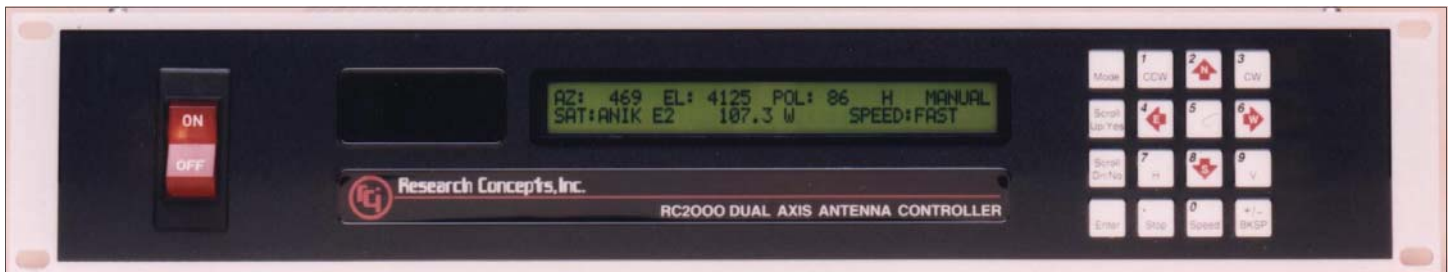 ON
OFF
AZ: 469 EL: 4125 POL: 86 H MANUAL
SAT:ANIK E2 107.3 W SPEED:FAST
rci Research Concepts, Inc.
RC2000 DUAL AXIS ANTENNA CONTROLLER
Mode 1 CCW 2 N 3 CW
Scroll Up/Yes 4 E 5 6 W
Scroll Dn/No 7 H 8 S 9 V
Enter . Stop 0 Speed +/- BKSP